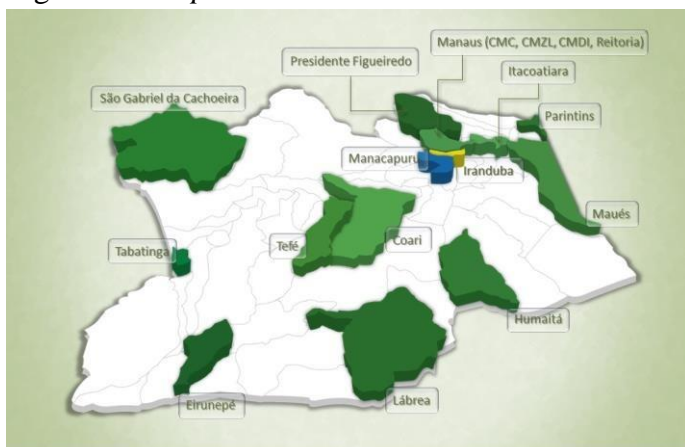 Manaus (CMC, CMZL, CMDI, Reitoria)
Presidente Figueiredo
Itacoatiara
São Gabriel da Cachoeira
Parintins
Manacapuru
Iranduba
Maués
Tabatinga
Tefé
Coari
Humaitá
Eirunepé
Lábrea